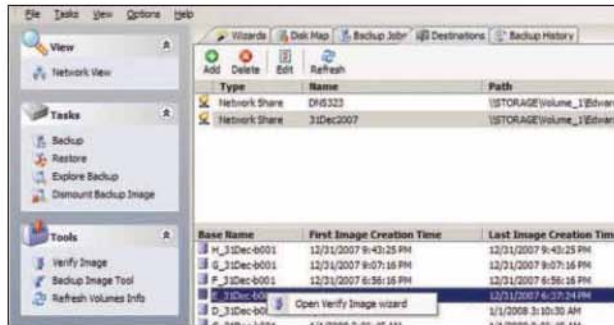 File Tasks View Options Help
View
Network View
Tasks
Backup
Restore
Explore Backup
Dismount Backup Image
Tools
Verify Image
Backup Image Tool
Refresh Volumes Info
Wizards Disk Map Backup Jobs Destinations Backup History
Add Delete Edit Refresh
Type Name Path
Network Share DNS323 \\STORAGE\Volume_1\Edwar
Network Share 31Dec2007 \\STORAGE\Volume_1\Edwar
Base Name First Image Creation Time Last Image Creation Tim
H_31Dec-b001 12/31/2007 9:43:25 PM 12/31/2007 9:43:25 PM
G_31Dec-b001 12/31/2007 9:07:16 PM 12/31/2007 9:07:16 PM
F_31Dec-b001 12/31/2007 6:56:16 PM 12/31/2007 6:56:16 PM
E_31Dec-b00 12/31/2007 6:37:24 PM
Open Verify Image wizard
D_31Dec-b0 1/1/2008 3:10:30 AM